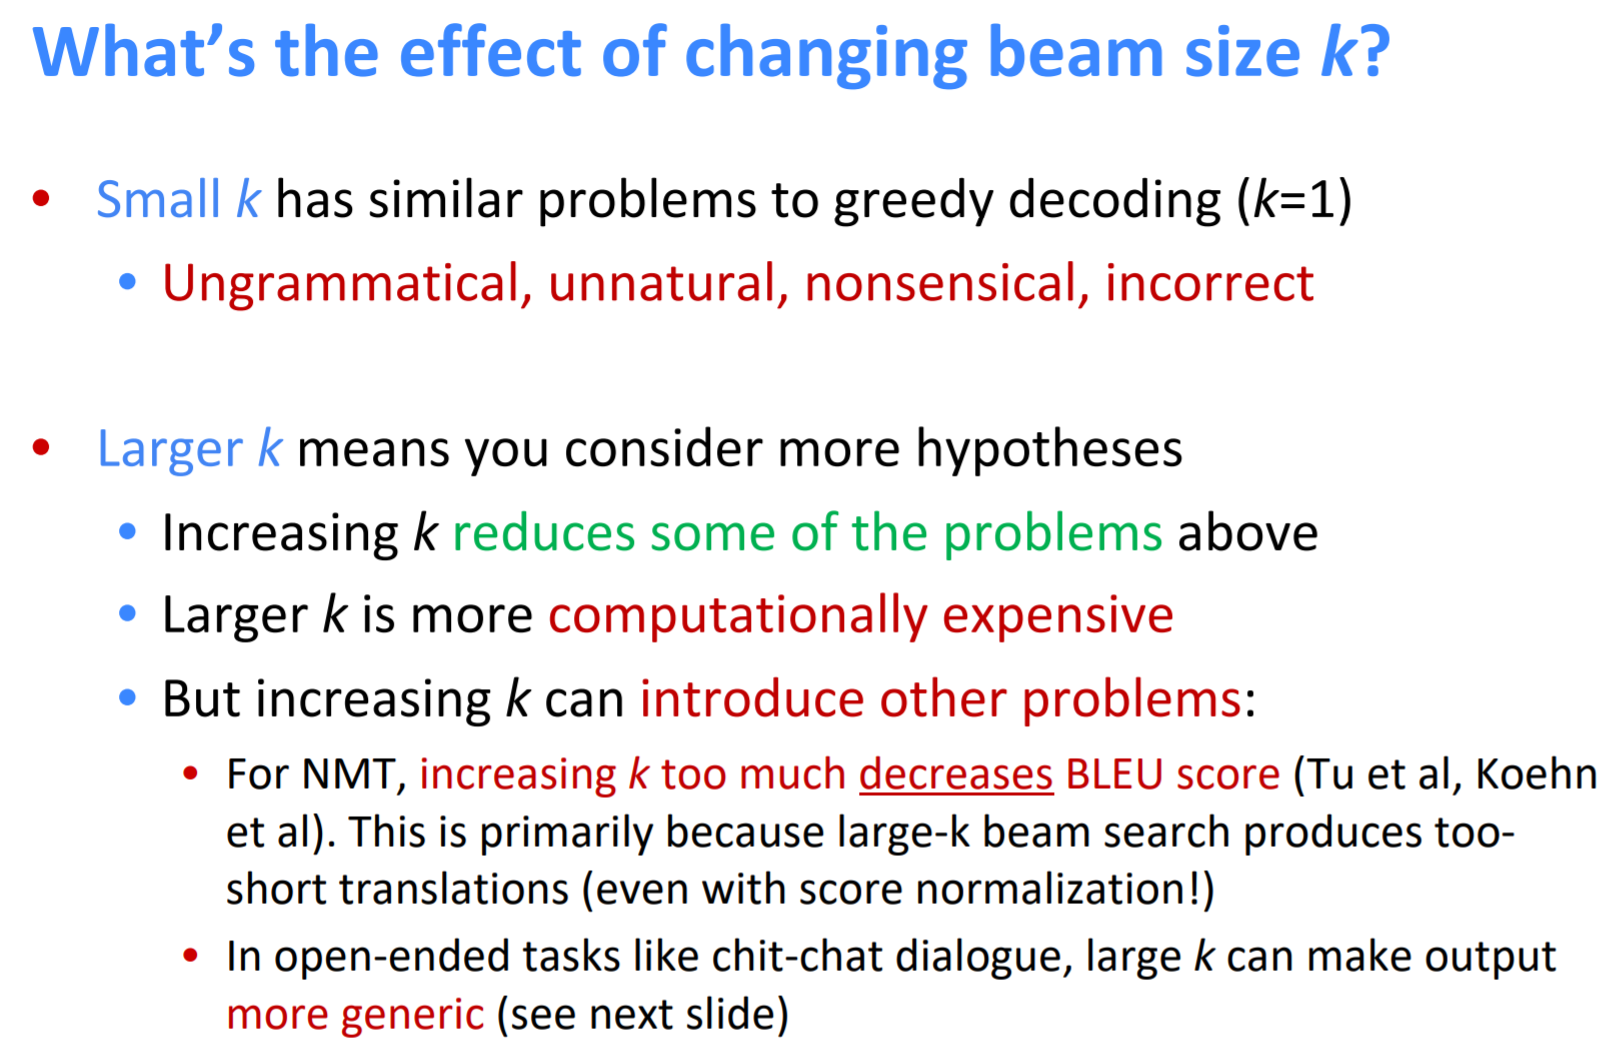 What’s the effect of changing beam size k?
• Small k has similar problems to greedy decoding (k=1)
• Ungrammatical, unnatural, nonsensical, incorrect
• Larger k means you consider more hypotheses
• Increasing k reduces some of the problems above
• Larger k is more computationally expensive
• But increasing k can introduce other problems:
• For NMT, increasing k too much decreases BLEU score (Tu et al, Koehn
et al). This is primarily because large-k beam search produces too-
short translations (even with score normalization!)
• In open-ended tasks like chit-chat dialogue, large k can make output
more generic (see next slide)